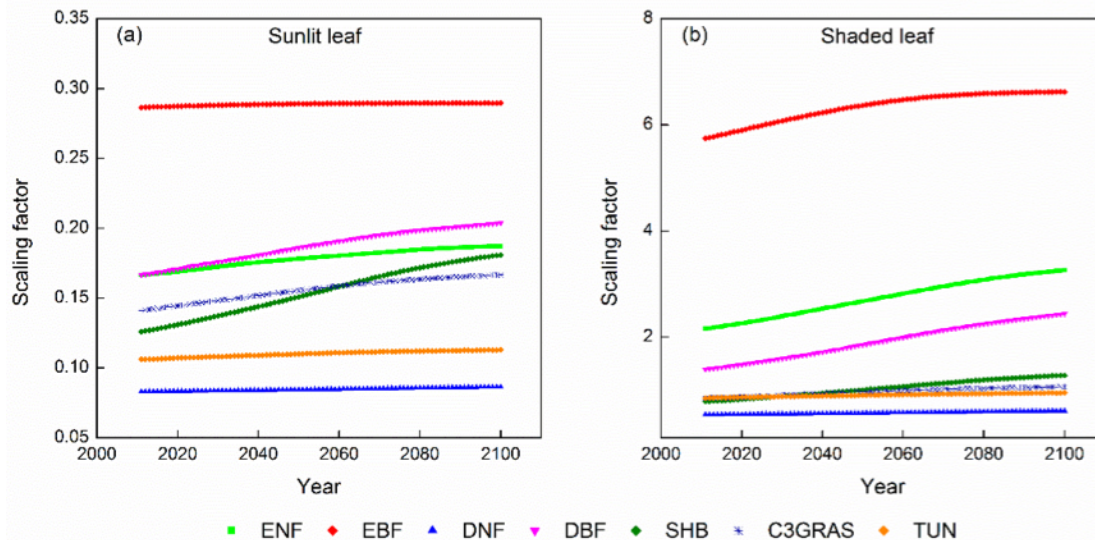 (a) Sunlit leaf
Scaling factor
0.35
0.30
0.25
0.20
0.15
0.10
0.05
2000 2020 2040 2060 2080 2100
Year
(b) Shaded leaf
Scaling factor
8
6
4
2
2000 2020 2040 2060 2080 2100
Year
ENF EBF DNF DBF SHB C3GRAS TUN